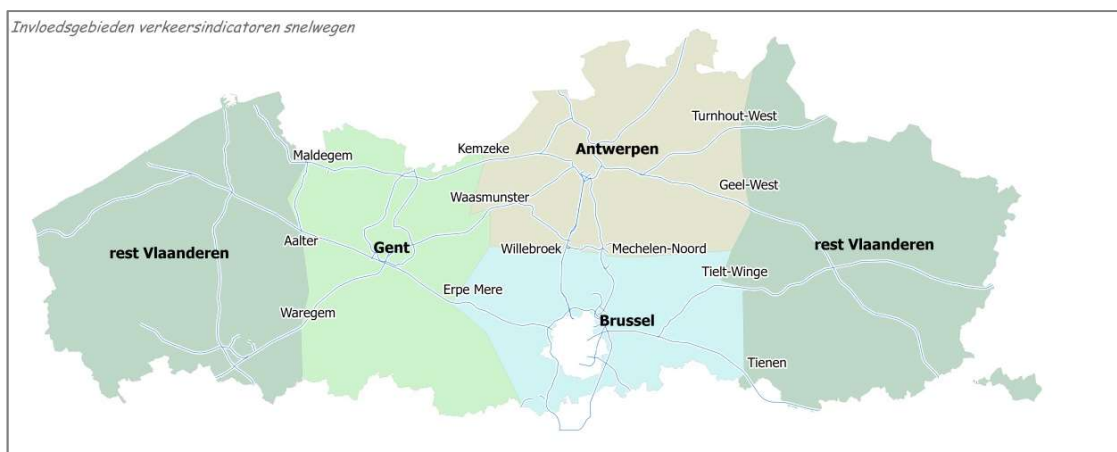 Invloedsgebieden verkeersindicatoren snelwegen
Turnhout-West
Maldegem
Kemzeke
Antwerpen
Geel-West
Waasmunster
Aalter
Gent
Willebroek
Mechelen-Noord
rest Vlaanderen
rest Vlaanderen
Tielt-Winge
Erpe Mere
Waregem
Brussel
Tienen